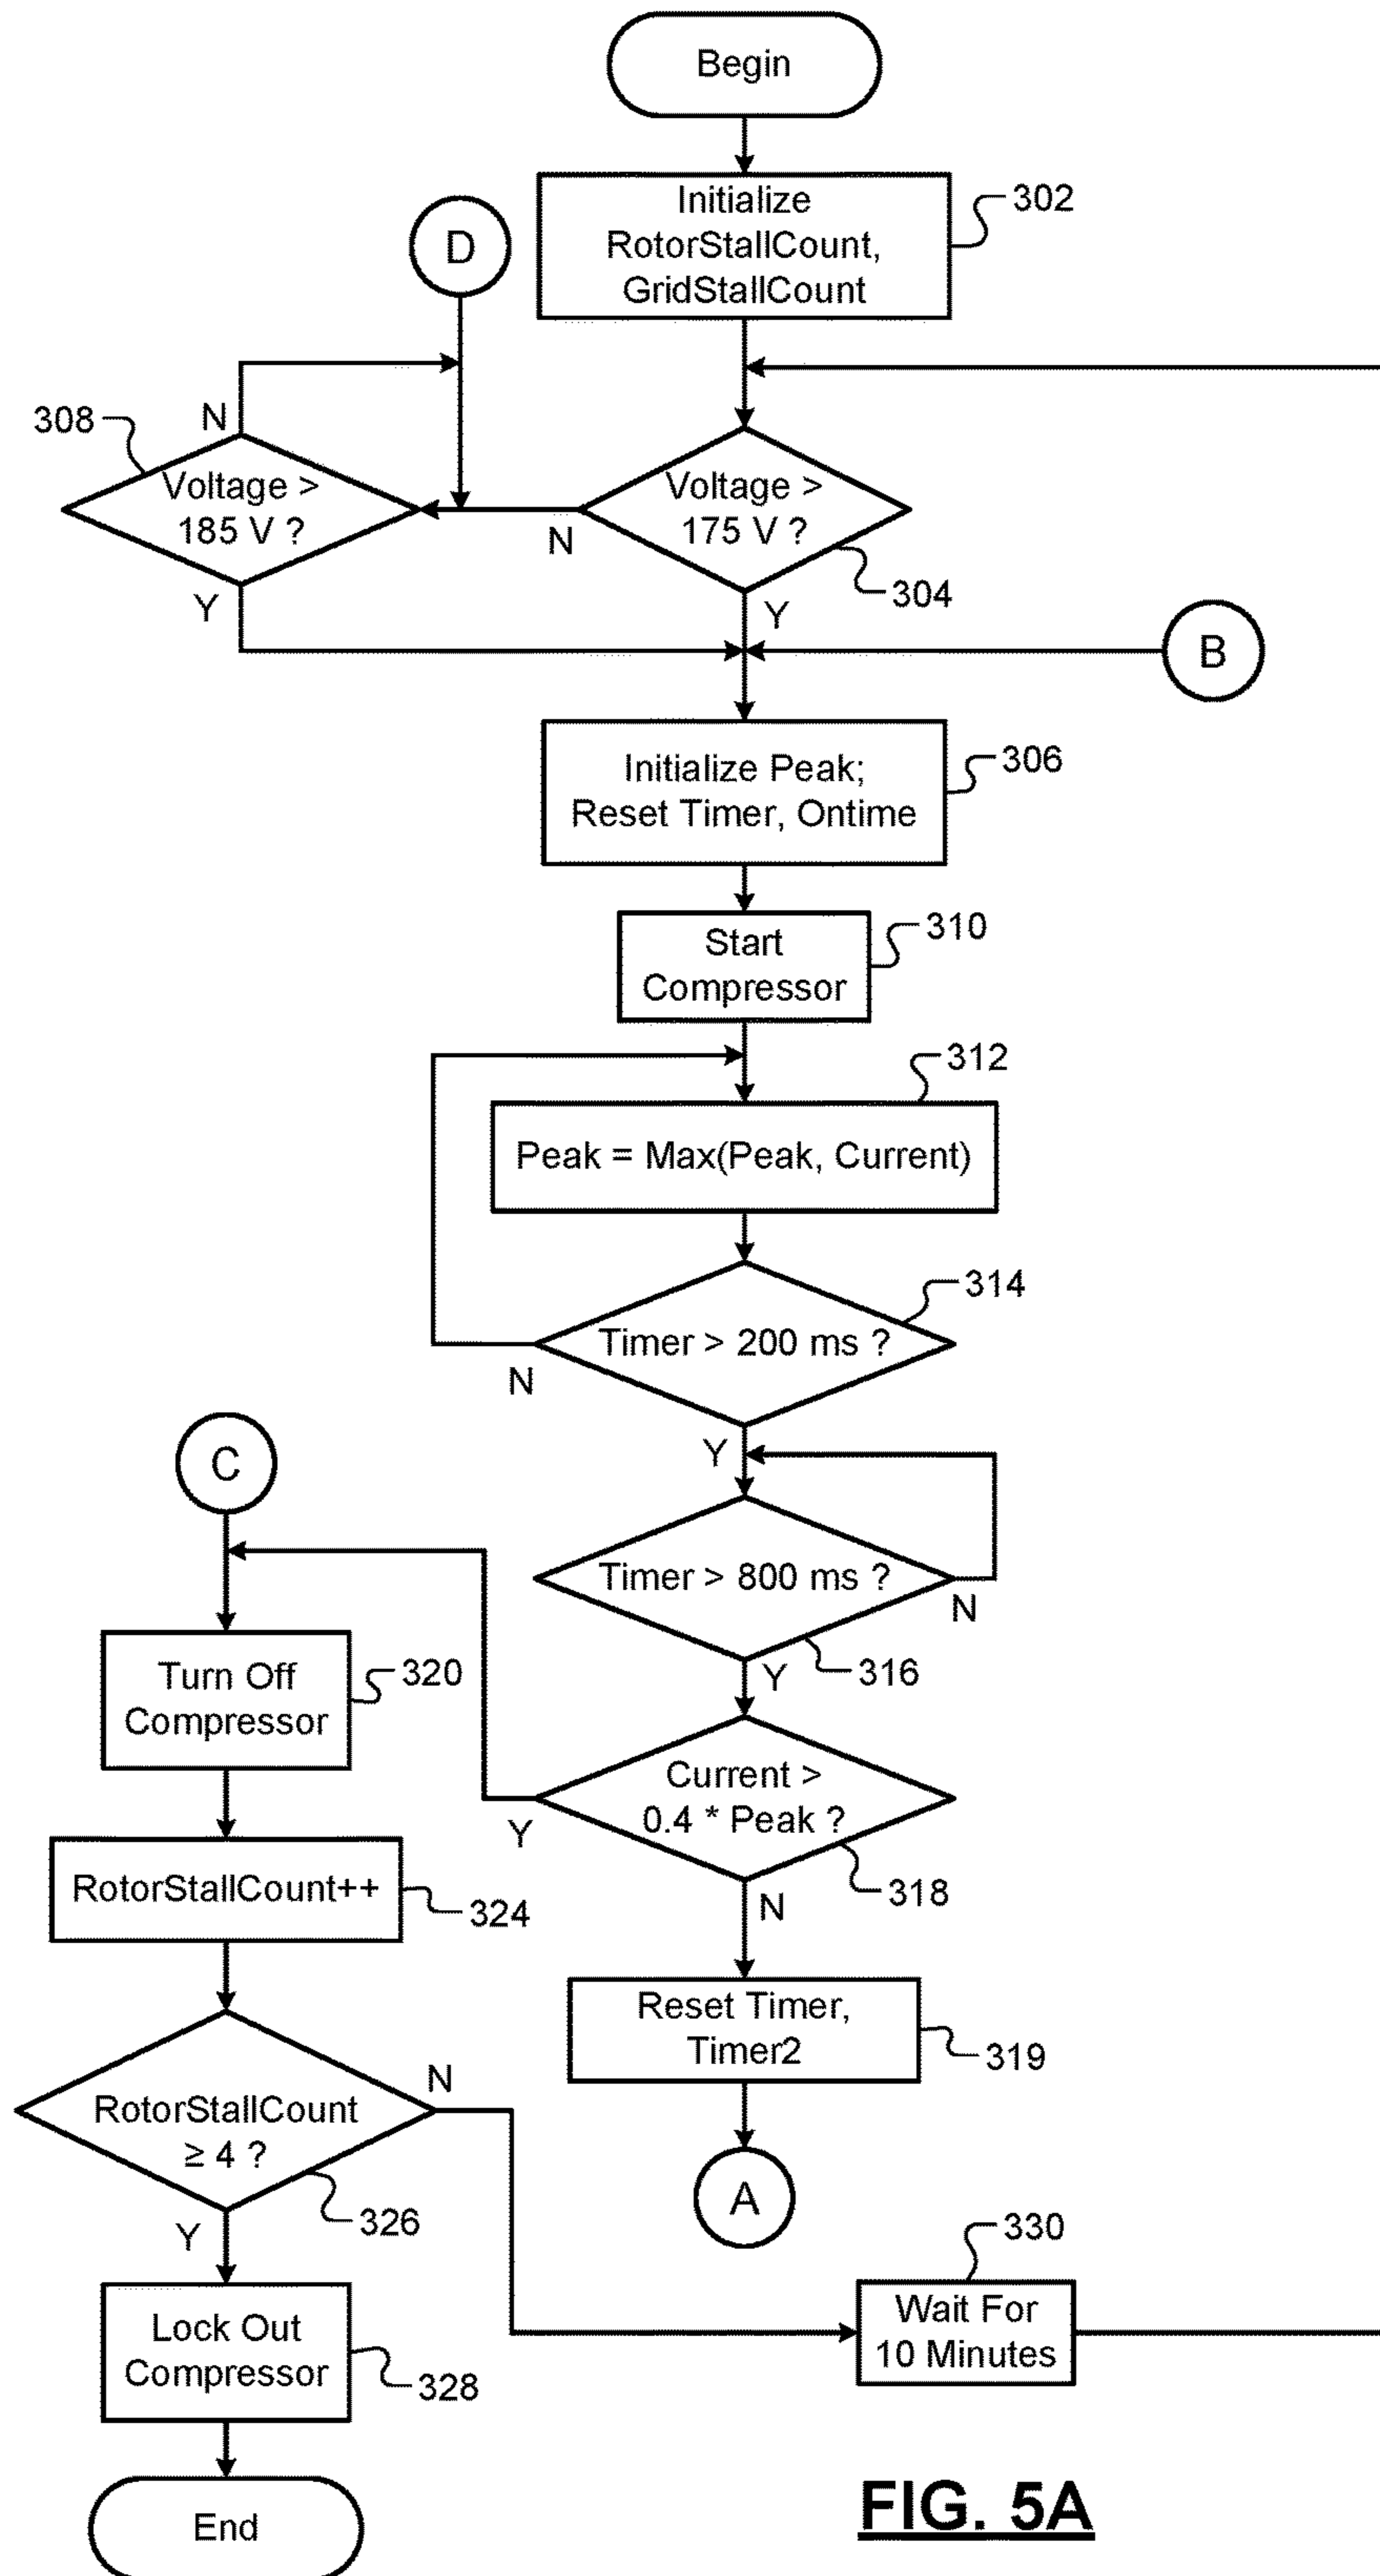 Begin
Initialize
RotorStallCount,
GridStallCount
302
D
308
N
Voltage >
185 V ?
Y
Voltage >
175 V ?
N
304
Y
B
Initialize Peak;
Reset Timer, Ontime
306
Start
Compressor
310
312
Peak = Max(Peak, Current)
314
Timer > 200 ms ?
N
Y
C
Timer > 800 ms ?
N
316
Y
Turn Off
Compressor
320
Current >
0.4 * Peak ?
Y
318
N
RotorStallCount++
324
Reset Timer,
Timer2
319
RotorStallCount
≥ 4 ?
N
326
Y
A
330
Wait For
10 Minutes
Lock Out
Compressor
328
End
FIG. 5A